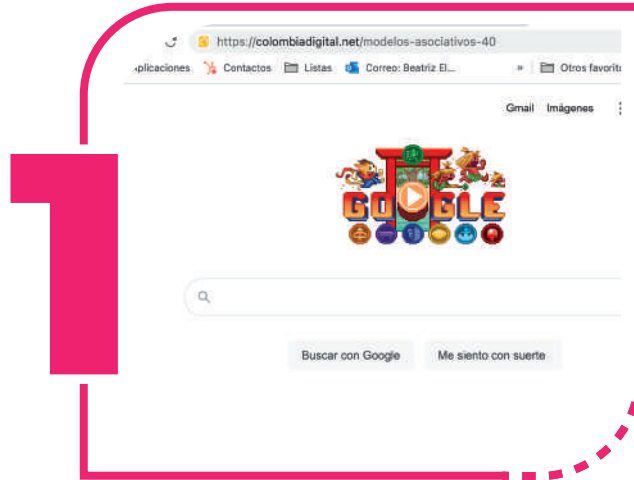 https://colombiadigital.net/modelos-asociativos-40
plicaciones Contactos Listas Correo: Beatriz El... » Otros favorit
Gmail Imágenes
GOOGLE
1
Buscar con Google Me siento con suerte